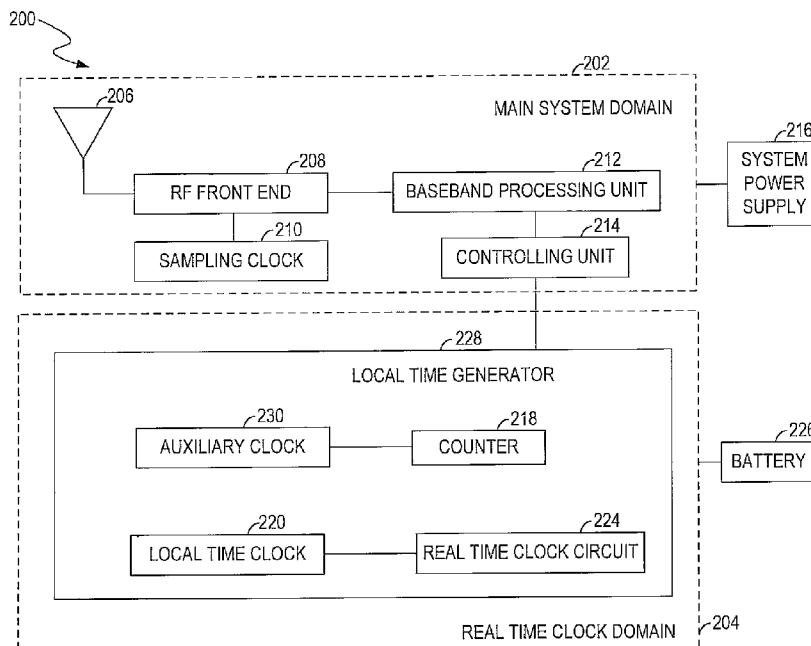 200
202
206
MAIN SYSTEM DOMAIN
216
SYSTEM
POWER
SUPPLY
208
RF FRONT END
212
BASEBAND PROCESSING UNIT
210
SAMPLING CLOCK
214
CONTROLLING UNIT
228
LOCAL TIME GENERATOR
230
AUXILIARY CLOCK
218
COUNTER
226
BATTERY
220
LOCAL TIME CLOCK
224
REAL TIME CLOCK CIRCUIT
REAL TIME CLOCK DOMAIN
204